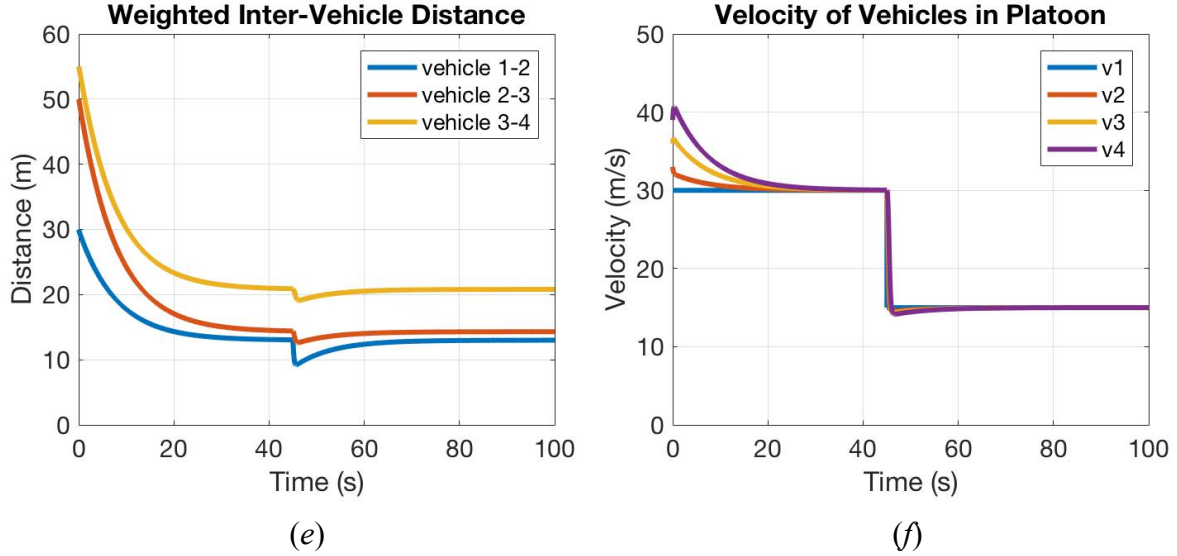 Weighted Inter-Vehicle Distance
60
50
40
30
20
10
0
Distance (m)
vehicle 1-2
vehicle 2-3
vehicle 3-4
0 20 40 60 80 100
Time (s)
(e)
Velocity of Vehicles in Platoon
50
40
30
20
10
0
Velocity (m/s)
v1
v2
v3
v4
0 20 40 60 80 100
Time (s)
(f)